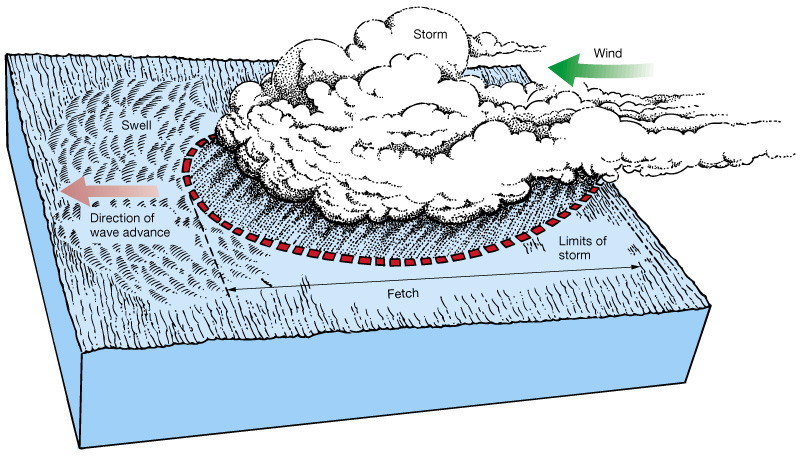 Storm
Wind
Swell
Direction of
wave advance
Limits of
storm
Fetch